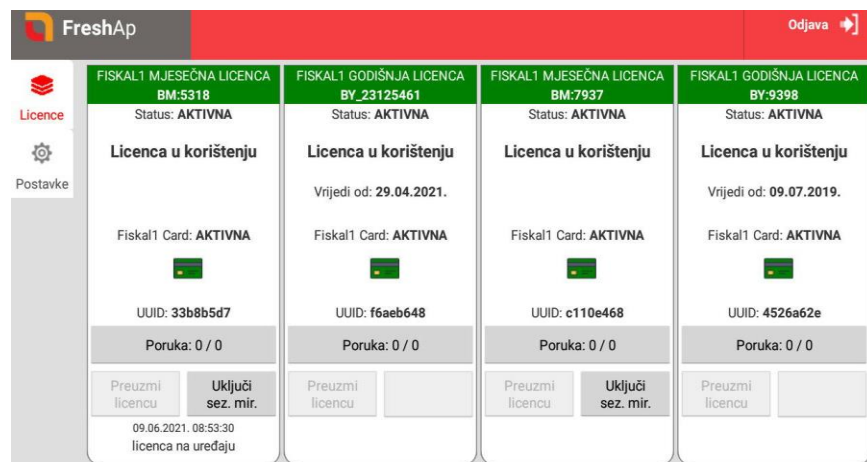 FreshAp
Odjava
Licence
Postavke
FISKAL1 MJESEČNA LICENCA
BM:5318
Status: AKTIVNA
Licenca u korištenju
Fiskal1 Card: AKTIVNA
UUID: 33b8b5d7
Poruka: 0 / 0
Preuzmi
licencu
Uključi
sez. mir.
09.06.2021. 08:53:30
licenca na uređaju
FISKAL1 GODIŠNJA LICENCA
BY_23125461
Status: AKTIVNA
Licenca u korištenju
Vrijedi od: 29.04.2021.
Fiskal1 Card: AKTIVNA
UUID: f6aeb648
Poruka: 0 / 0
Preuzmi
licencu
FISKAL1 MJESEČNA LICENCA
BM:7937
Status: AKTIVNA
Licenca u korištenju
Fiskal1 Card: AKTIVNA
UUID: c110e468
Poruka: 0 / 0
Preuzmi
licencu
Uključi
sez. mir.
FISKAL1 GODIŠNJA LICENCA
BY:9398
Status: AKTIVNA
Licenca u korištenju
Vrijedi od: 09.07.2019.
Fiskal1 Card: AKTIVNA
UUID: 4526a62e
Poruka: 0 / 0
Preuzmi
licencu